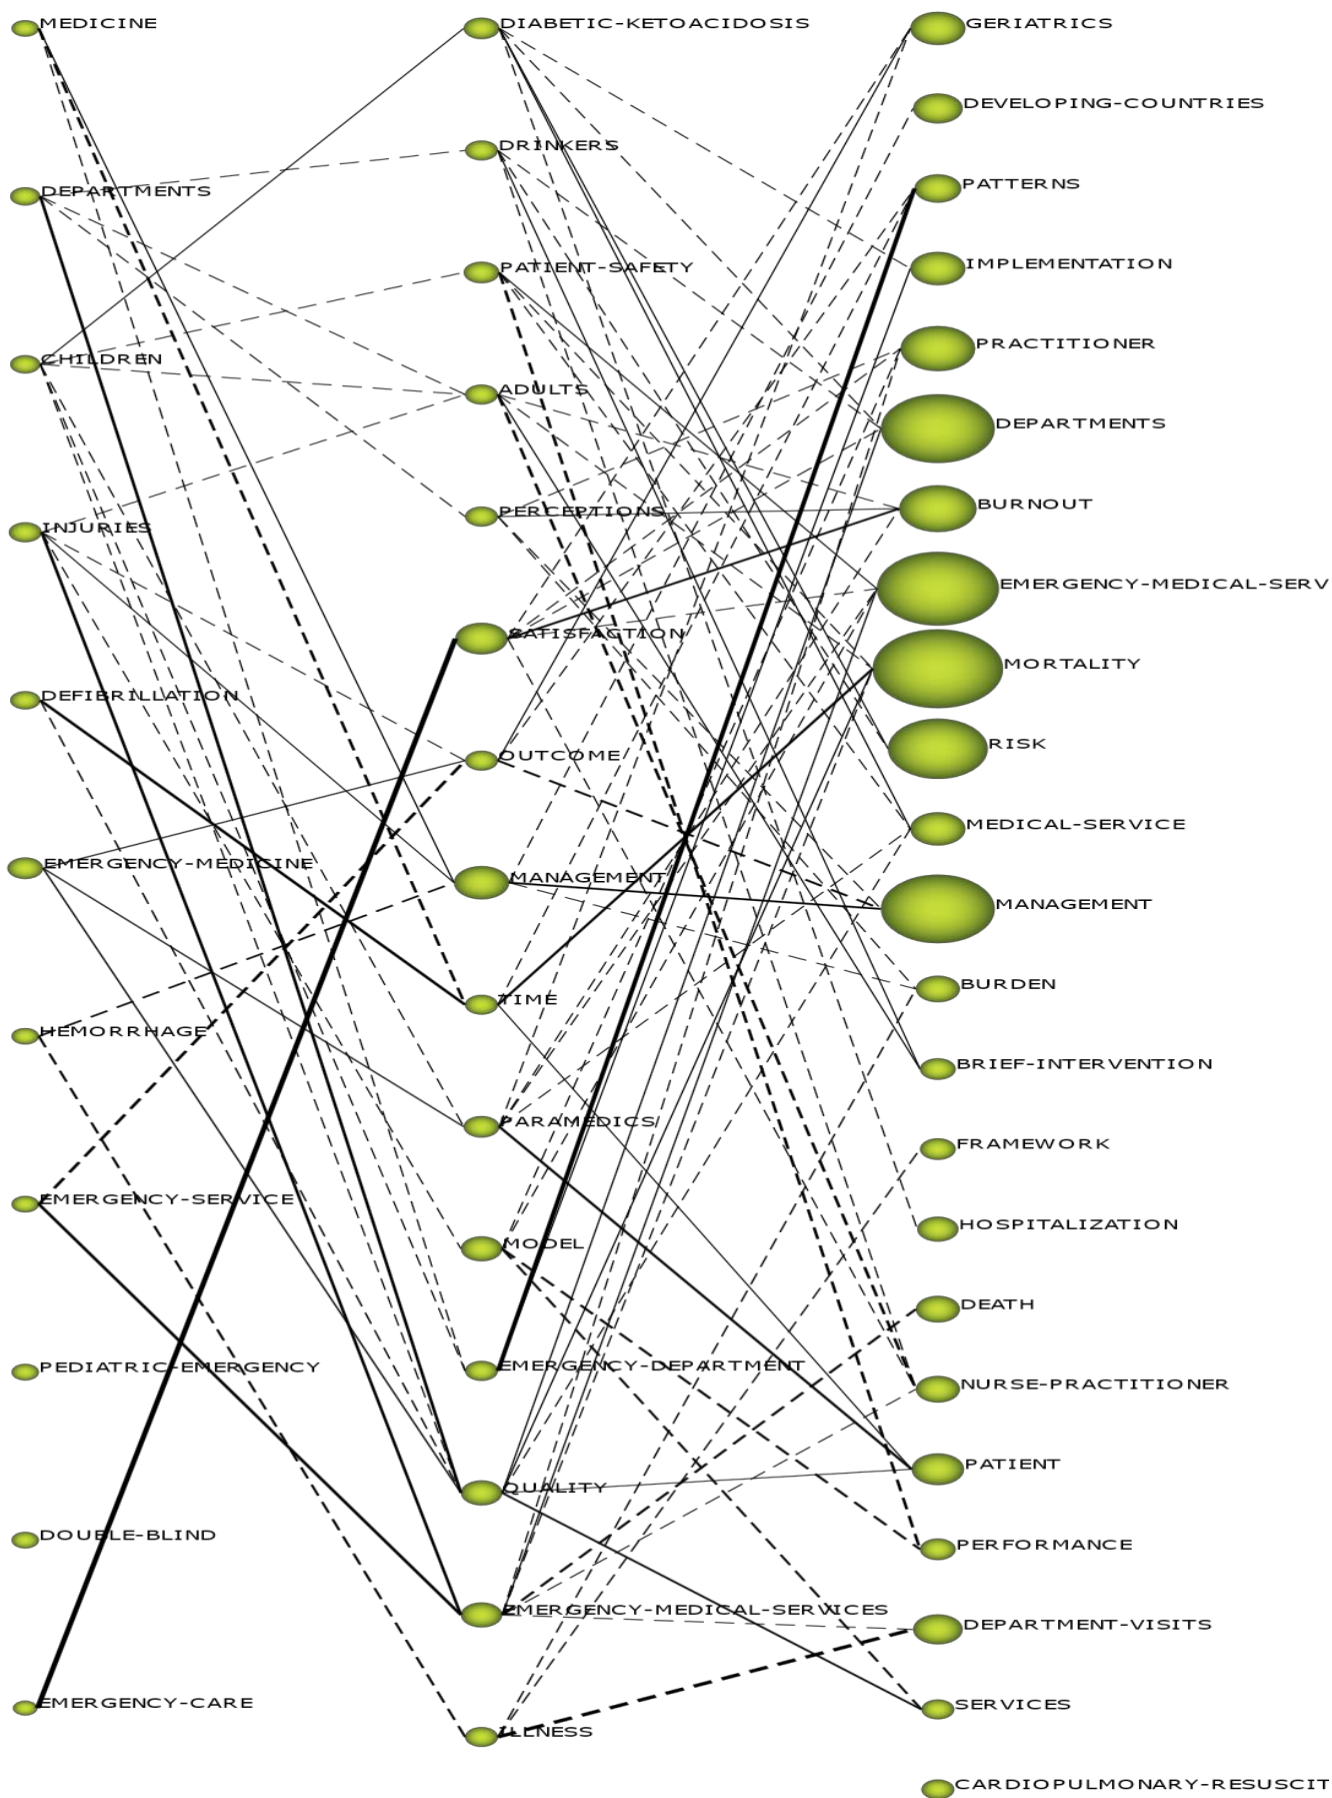 MEDICINE
DEPARTMENTS
CHILDREN
INJURIES
DEFIBRILLATION
EMERGENCY-MEDICINE
HEMORRHAGE
EMERGENCY-SERVICE
PEDIATRIC-EMERGENCY
DOUBLE-BLIND
EMERGENCY-CARE
DIABETIC-KETOACIDOSIS
DRINKERS
PATIENT-SAFETY
ADULTS
PERCEPTIONS
SATISFACTION
OUTCOME
MANAGEMENT
TIME
PARAMEDICS
MODEL
EMERGENCY-DEPARTMENT
QUALITY
EMERGENCY-MEDICAL-SERVICES
ILLNESS
GERIATRICS
DEVELOPING-COUNTRIES
PATTERNS
IMPLEMENTATION
PRACTITIONER
DEPARTMENTS
BURNOUT
EMERGENCY-MEDICAL-SERV
MORTALITY
RISK
MEDICAL-SERVICE
MANAGEMENT
BURDEN
BRIEF-INTERVENTION
FRAMEWORK
HOSPITALIZATION
DEATH
NURSE-PRACTITIONER
PATIENT
PERFORMANCE
DEPARTMENT-VISITS
SERVICES
CARDIOPULMONARY-RESUSCIT